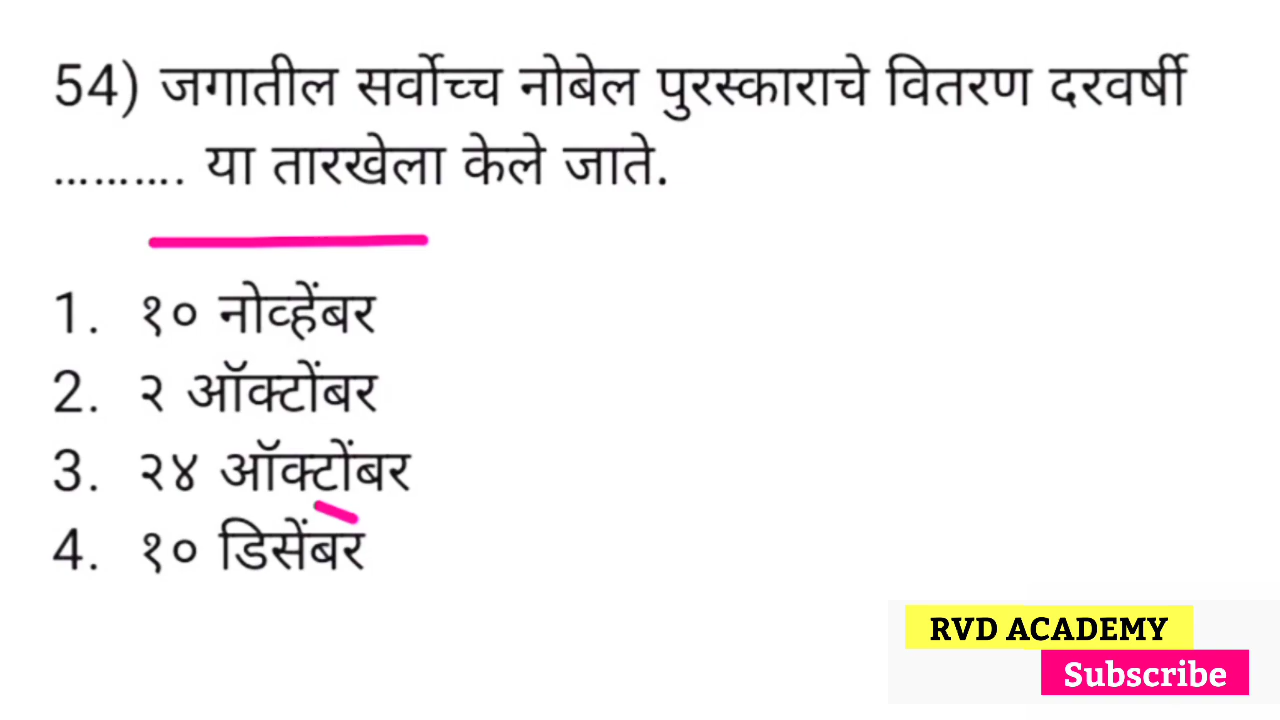 54) जगातील सर्वोच्च नोबेल पुरस्काराचे वितरण दरवर्षी
.......... या तारखेला केले जाते.
1. १० नोव्हेंबर
2. २ ऑक्टोंबर
3. २४ ऑक्टोंबर
4. १० डिसेंबर
RVD ACADEMY
Subscribe